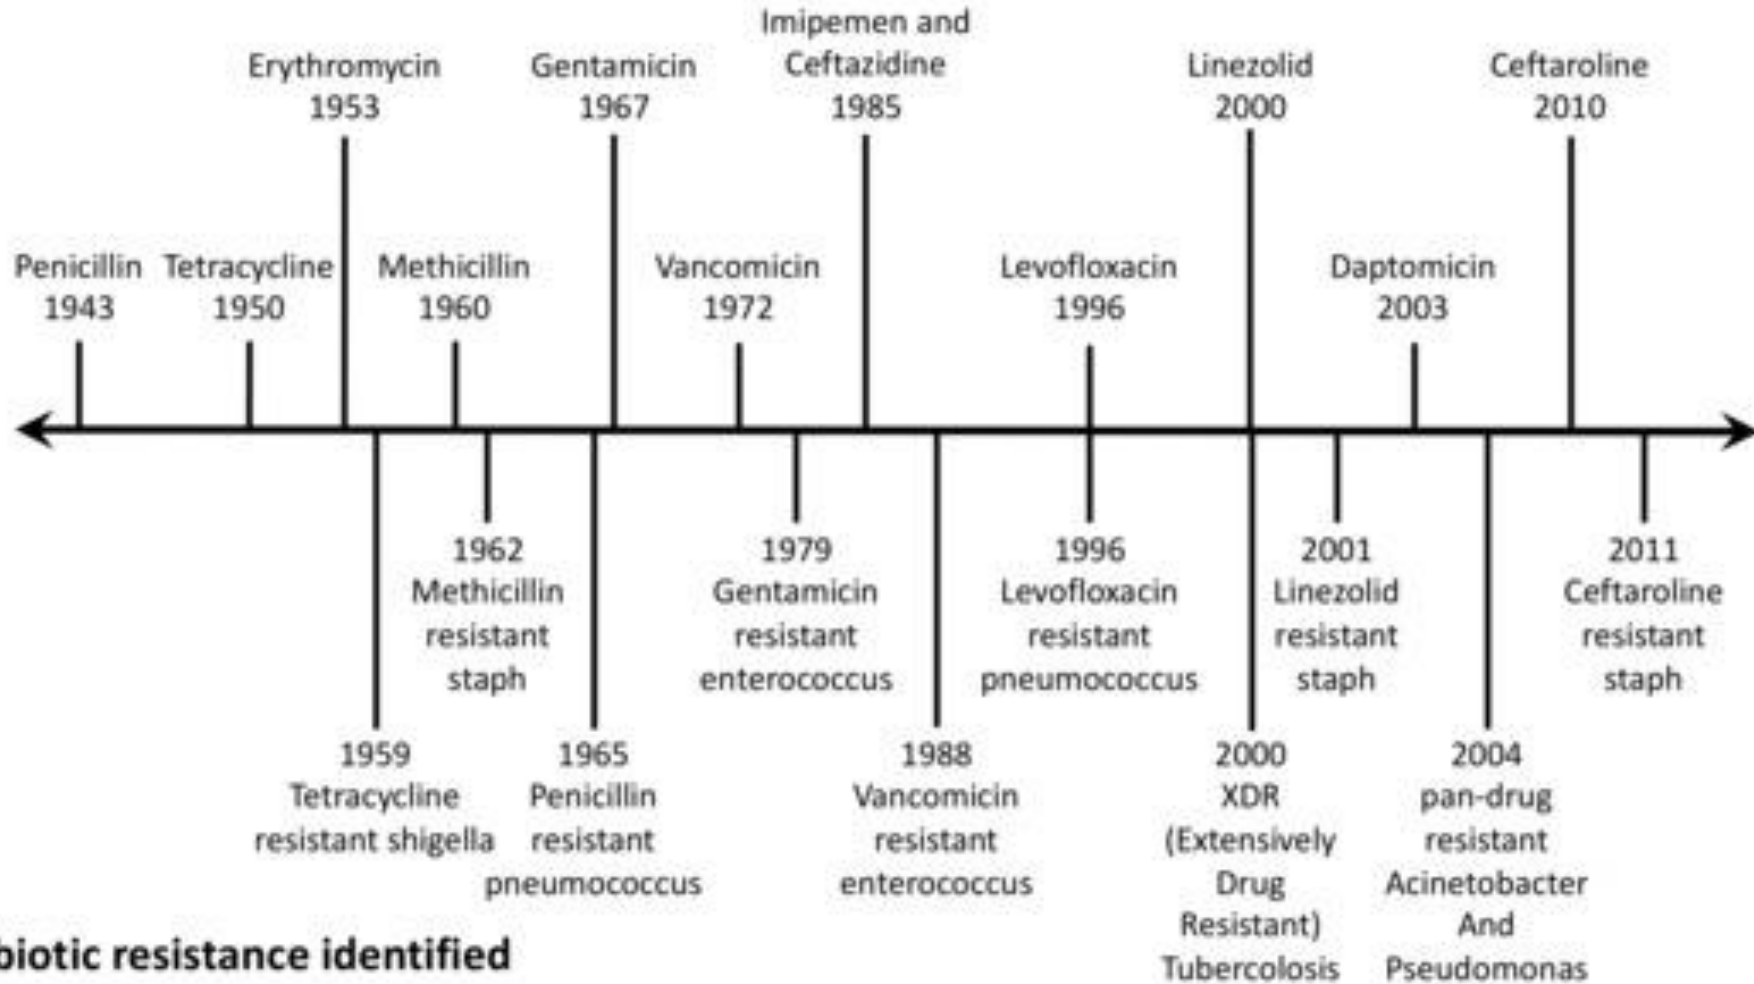 Imipemen and
Ceftazidine
1985
Erythromycin
1953
Gentamicin
1967
Linezolid
2000
Ceftaroline
2010
Penicillin
1943
Tetracycline
1950
Methicillin
1960
Vancomicin
1972
Levofloxacin
1996
Daptomicin
2003
1962
Methicillin
resistant
staph
1979
Gentamicin
resistant
enterococcus
1996
Levofloxacin
resistant
pneumococcus
2001
Linezolid
resistant
staph
2011
Ceftaroline
resistant
staph
1959
Tetracycline
resistant shigella
1965
Penicillin
resistant
pneumococcus
1988
Vancomicin
resistant
enterococcus
2000
XDR
(Extensively
Drug
Resistant)
Tubercolosis
2004
pan-drug
resistant
Acinetobacter
And
Pseudomonas
biotic resistance identified